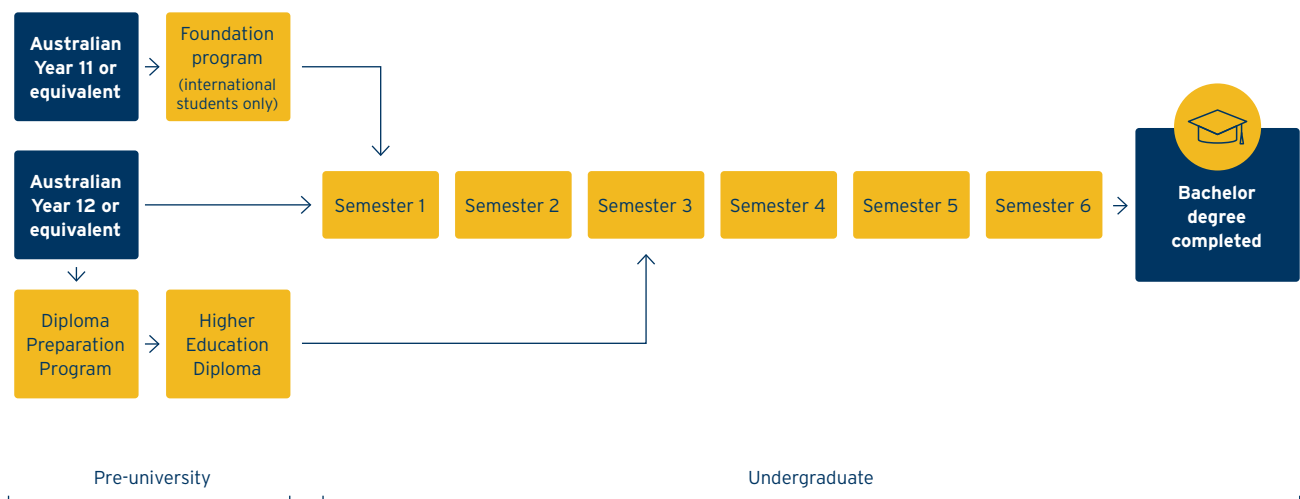 Australian
Year 11 or
equivalent
Foundation
program
(international
students only)
Australian
Year 12 or
equivalent
Semester 1
Semester 2
Semester 3
Semester 4
Semester 5
Semester 6
Bachelor
degree
completed
Diploma
Preparation
Program
Higher
Education
Diploma
Pre-university
Undergraduate